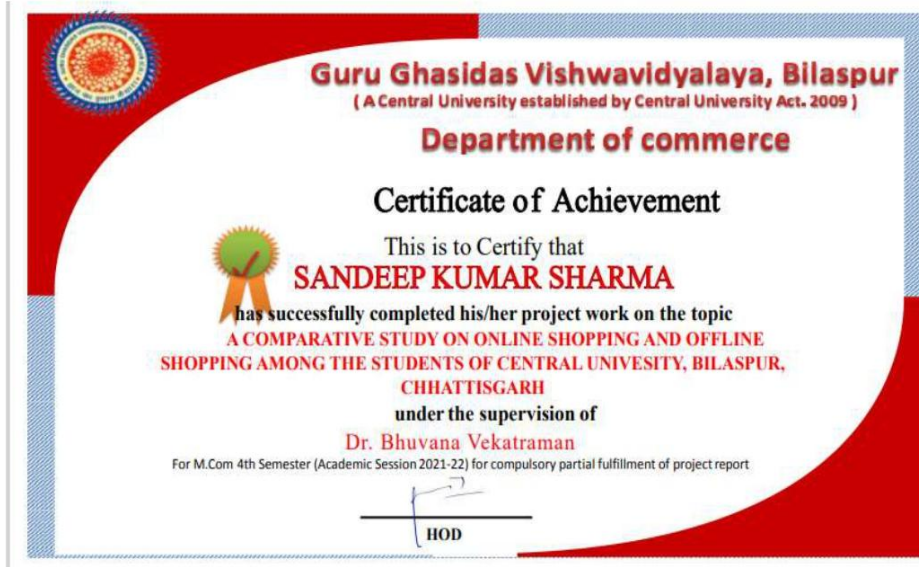 Guru Ghasidas Vishwavidyalaya, Bilaspur
( A Central University established by Central University Act. 2009 )
Department of commerce
Certificate of Achievement
This is to Certify that
SANDEEP KUMAR SHARMA
has successfully completed his/her project work on the topic
A COMPARATIVE STUDY ON ONLINE SHOPPING AND OFFLINE
SHOPPING AMONG THE STUDENTS OF CENTRAL UNIVESITY, BILASPUR,
CHHATTISGARH
under the supervision of
Dr. Bhuvana Vekatraman
For M.Com 4th Semester (Academic Session 2021-22) for compulsory partial fulfillment of project report
HOD